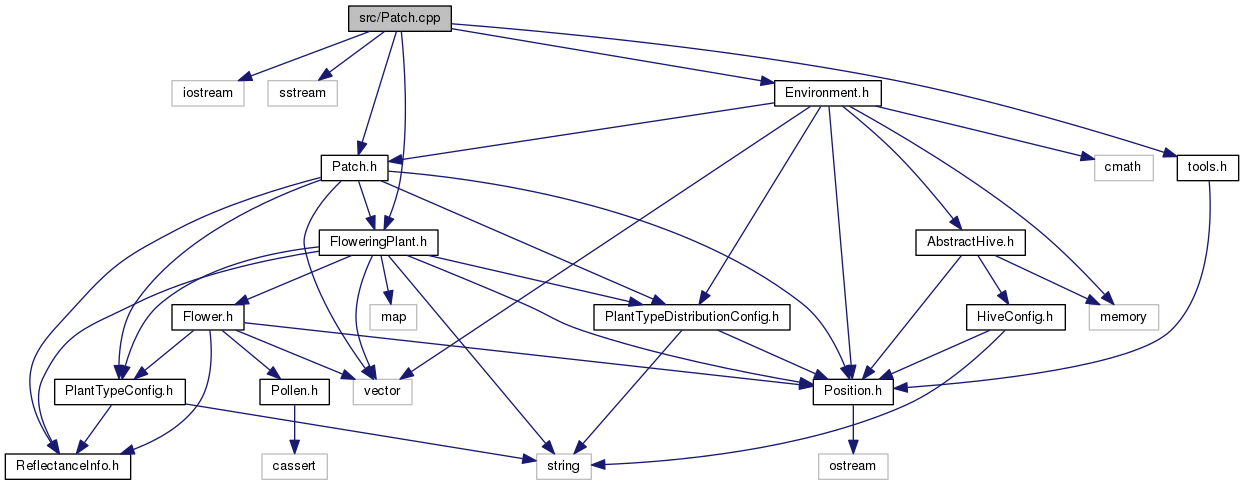 src/Patch.cpp
iostream
sstream
Environment.h
Patch.h
cmath
tools.h
FloweringPlant.h
AbstractHive.h
Flower.h
map
PlantTypeDistributionConfig.h
HiveConfig.h
memory
PlantTypeConfig.h
Pollen.h
vector
Position.h
ReflectanceInfo.h
cassert
string
ostream